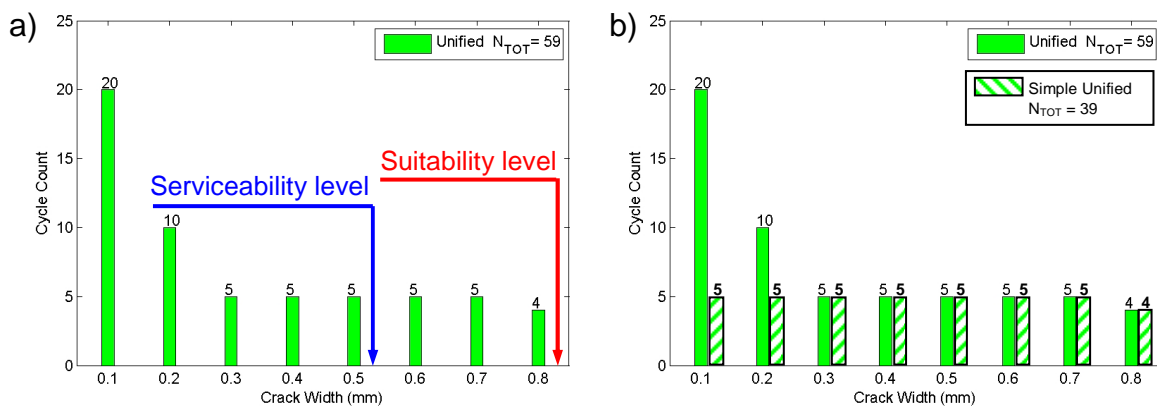 a)
Unified N_TOT = 59
25
20
15
10
5
0
Cycle Count
20
10
5
5
5
5
5
4
Serviceability level
Suitability level
0.1 0.2 0.3 0.4 0.5 0.6 0.7 0.8
Crack Width (mm)
b)
Unified N_TOT = 59
Simple Unified
N_TOT = 39
25
20
15
10
5
0
Cycle Count
20
5
10
5
5 5
5 5
5 5
5 5
5 5
4 4
0.1 0.2 0.3 0.4 0.5 0.6 0.7 0.8
Crack Width (mm)